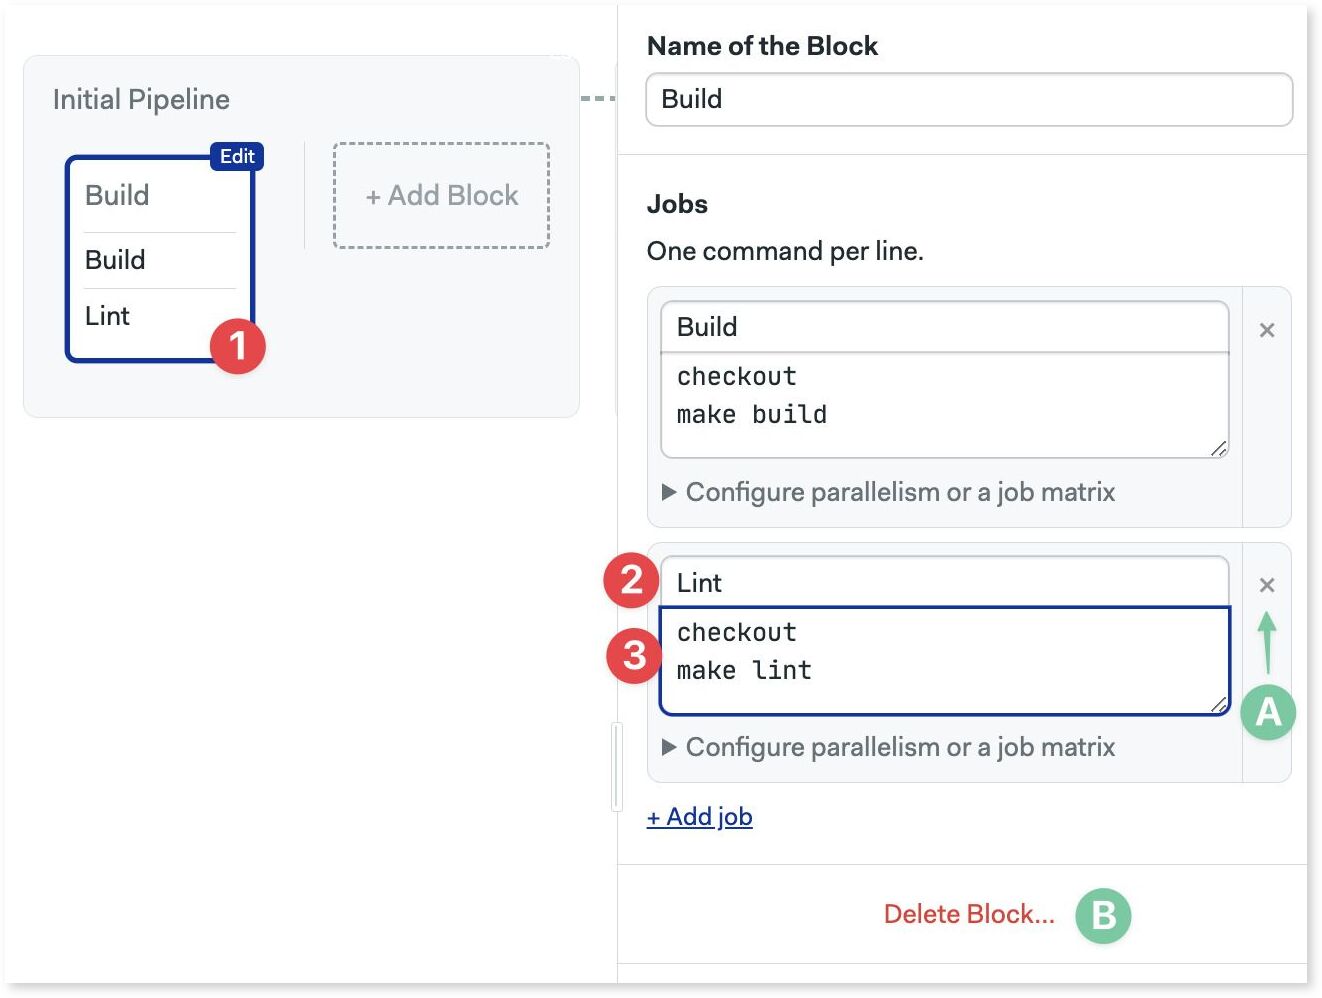 Initial Pipeline
Edit
Build
Build
Lint
1
+ Add Block
Name of the Block
Build
Jobs
One command per line.
Build
×
checkout
make build
▶ Configure parallelism or a job matrix
2
Lint
×
3
checkout
make lint
A
▶ Configure parallelism or a job matrix
+ Add job
Delete Block...
B